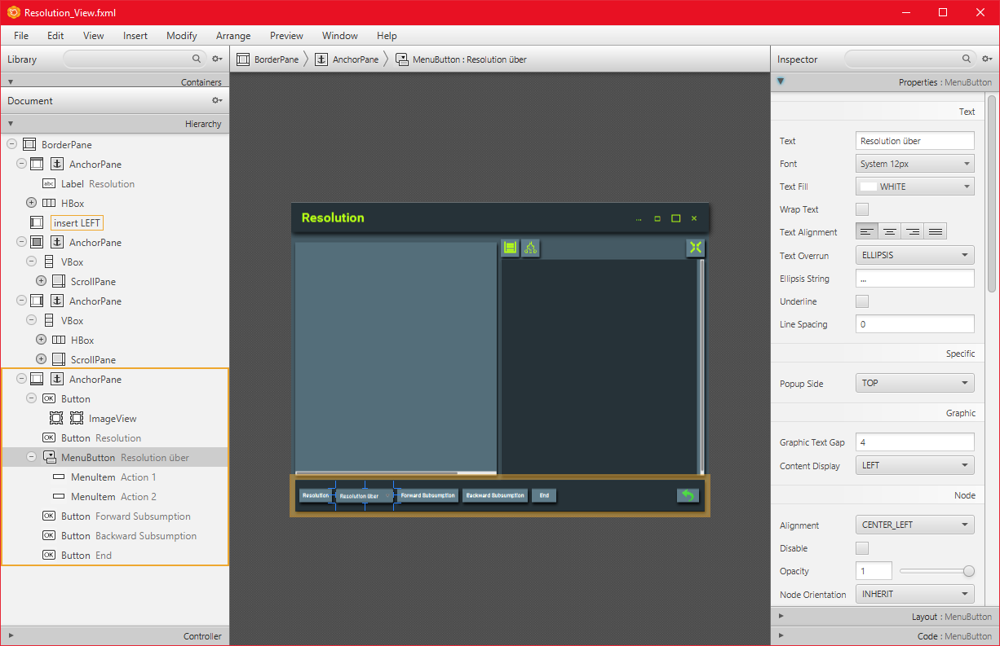 Resolution_View.fxml
File Edit View Insert Modify Arrange Preview Window Help
Library
Containers
Document
Hierarchy
BorderPane
AnchorPane
abc Label Resolution
HBox
insert LEFT
AnchorPane
VBox
ScrollPane
AnchorPane
VBox
HBox
ScrollPane
AnchorPane
OK Button
ImageView
OK Button Resolution
MenuButton Resolution über
MenuItem Action 1
MenuItem Action 2
OK Button Forward Subsumption
OK Button Backward Subsumption
OK Button End
Controller
BorderPane AnchorPane MenuButton : Resolution über
Resolution
...
Resolution Resolution über Forward Subsumption Backward Subsumption End
Inspector
Properties : MenuButton
Text
Text Resolution über
Font System 12px
Text Fill WHITE
Wrap Text
Text Alignment
Text Overrun ELLIPSIS
Ellipsis String ...
Underline
Line Spacing 0
Specific
Popup Side TOP
Graphic
Graphic Text Gap 4
Content Display LEFT
Node
Alignment CENTER_LEFT
Disable
Opacity 1
Node Orientation INHERIT
Layout : MenuButton
Code : MenuButton